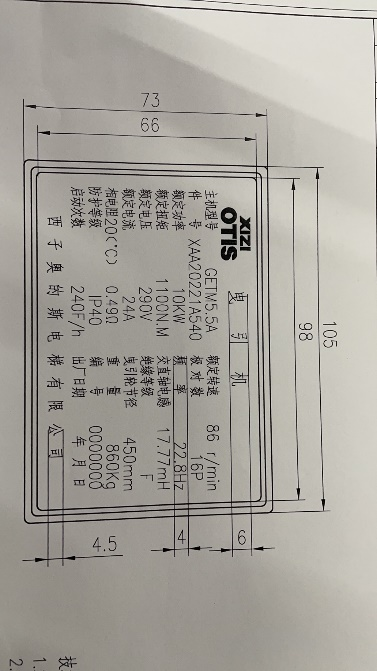 73
66
105
98
XIZI
OTIS
曳 引 机
主机型号 GETM5.5A 额定转速 86 r/min
件 号 XAA20221A540 极 对 数 16P
额定功率 10KW 频 率 22.8Hz
额定扭矩 1100N.M 交直轴电感 17.77mH
额定电压 290V 绝缘等级 F
额定电流 24A 曳引轮节径 450mm
相电阻20(℃) 0.49Ω 重 量 860Kg
防护等级 IP40 编 号 0000000
启动次数 240F/h 出厂日期 年 月 日
西 子 奥 的 斯 电 梯 有 限 公 司
6
4
4.5
技
1.
2.